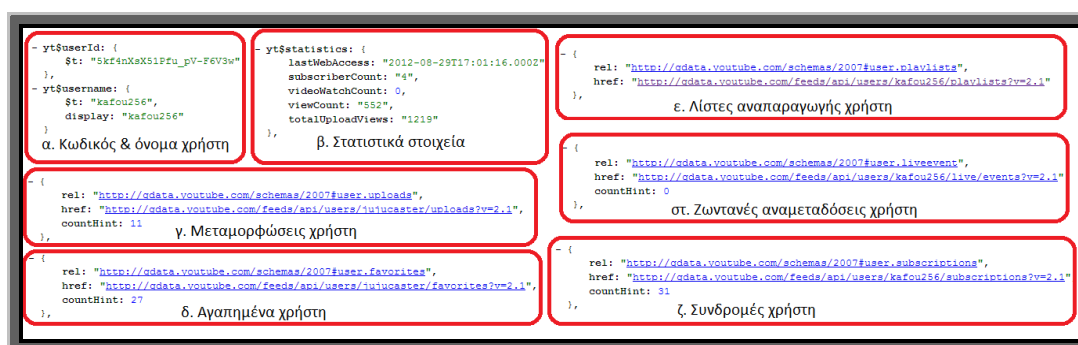 - yt$userId: {
$t: "5kf4nXsX51Pfu_pV-F6V3w"
},
- yt$username: {
$t: "kafou256",
display: "kafou256"
}
α. Κωδικός & όνομα χρήστη
- yt$statistics: {
lastWebAccess: "2012-08-29T17:01:16.000Z"
subscriberCount: "4",
videoWatchCount: 0,
viewCount: "552",
totalUploadViews: "1219"
},
β. Στατιστικά στοιχεία
- {
rel: "http://gdata.youtube.com/schemas/2007#user.uploads",
href: "http://gdata.youtube.com/feeds/api/users/jujucaster/uploads?v=2.1",
countHint: 11
},
γ. Μεταμορφώσεις χρήστη
- {
rel: "http://gdata.youtube.com/schemas/2007#user.favorites",
href: "http://gdata.youtube.com/feeds/api/users/jujucaster/favorites?v=2.1",
countHint: 27
},
δ. Αγαπημένα χρήστη
- {
rel: "http://gdata.youtube.com/schemas/2007#user.playlists",
href: "http://gdata.youtube.com/feeds/api/users/kafou256/playlists?v=2.1"
},
ε. Λίστες αναπαραγωγής χρήστη
- {
rel: "http://gdata.youtube.com/schemas/2007#user.liveevent",
href: "http://gdata.youtube.com/feeds/api/users/kafou256/live/events?v=2.1"
countHint: 0
},
στ. Ζωντανές αναμεταδόσεις χρήστη
- {
rel: "http://gdata.youtube.com/schemas/2007#user.subscriptions",
href: "http://gdata.youtube.com/feeds/api/users/kafou256/subscriptions?v=2.1"
countHint: 31
},
ζ. Συνδρομές χρήστη